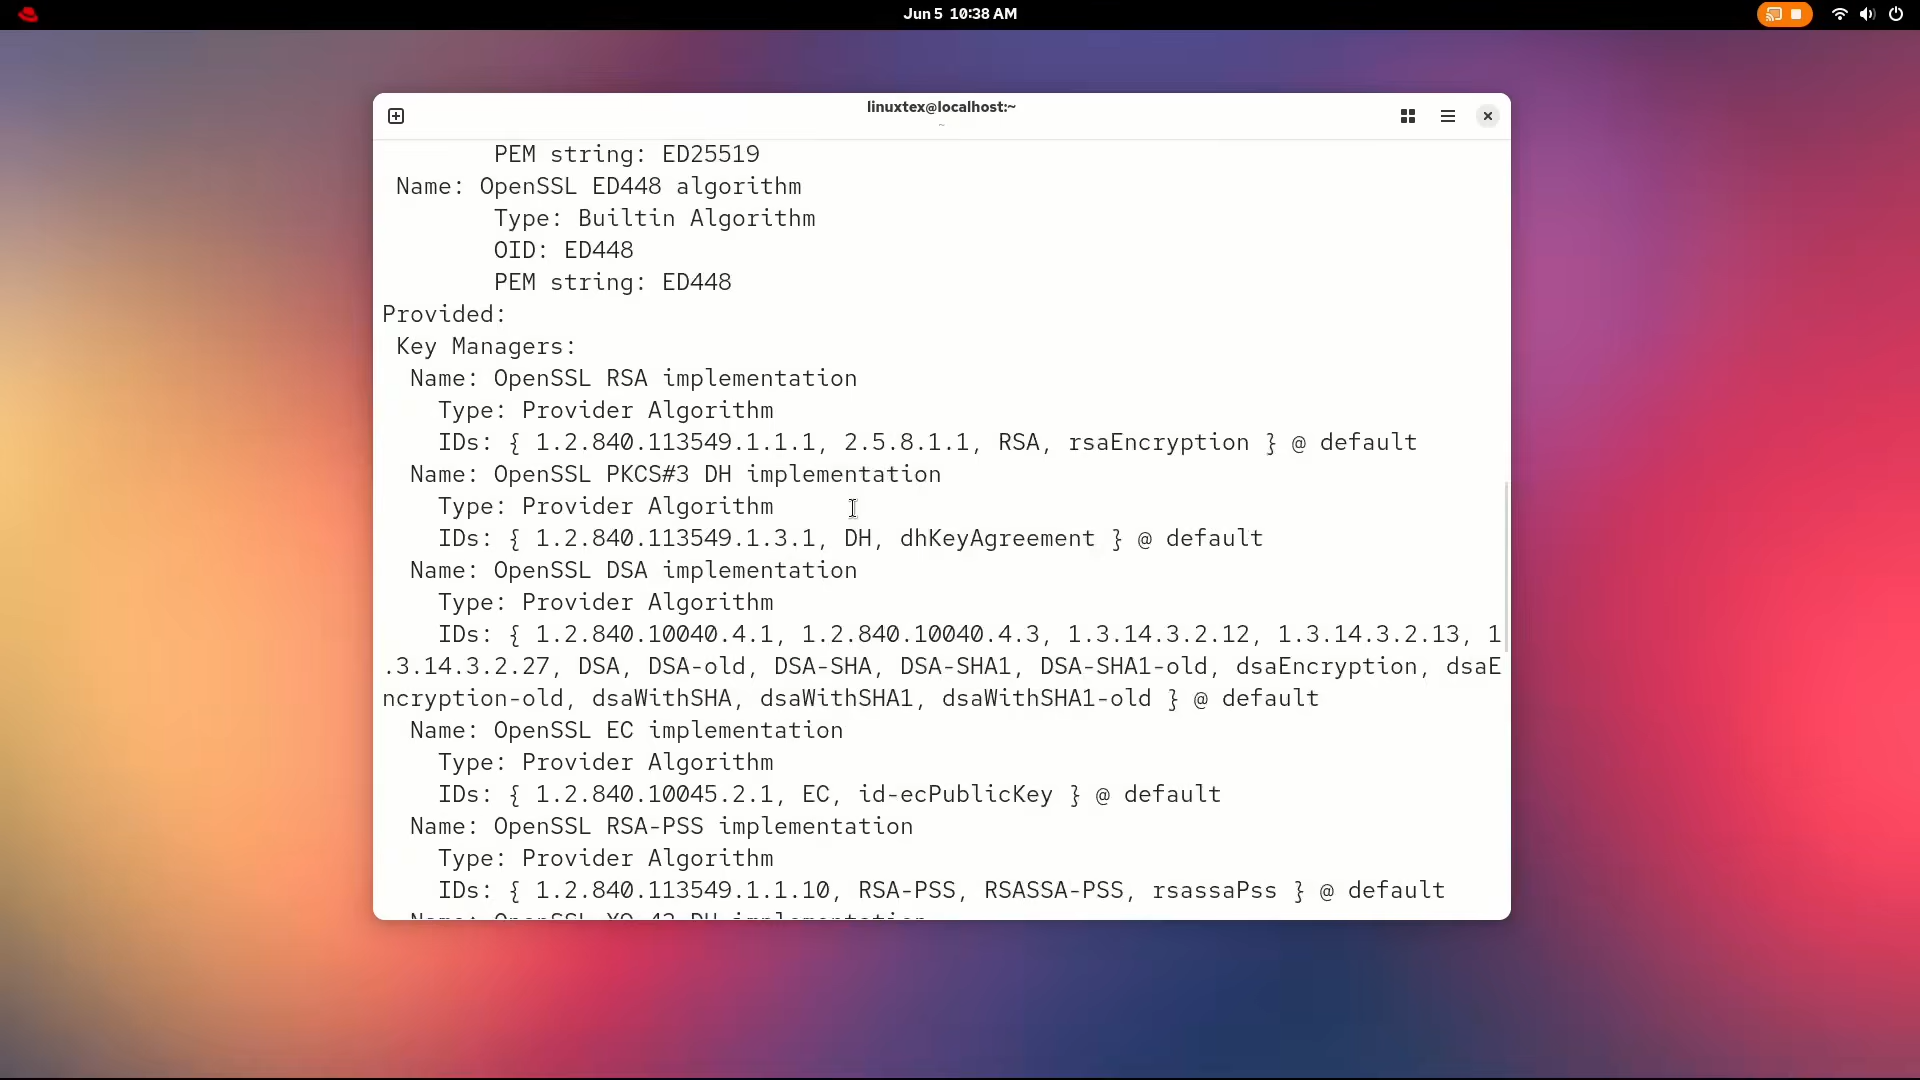 Jun 5 10:38 AM
linuxtex@localhost:~
~
PEM string: ED25519
Name: OpenSSL ED448 algorithm
Type: Builtin Algorithm
OID: ED448
PEM string: ED448
Provided:
Key Managers:
Name: OpenSSL RSA implementation
Type: Provider Algorithm
IDs: { 1.2.840.113549.1.1.1, 2.5.8.1.1, RSA, rsaEncryption } @ default
Name: OpenSSL PKCS#3 DH implementation
Type: Provider Algorithm
IDs: { 1.2.840.113549.1.3.1, DH, dhKeyAgreement } @ default
Name: OpenSSL DSA implementation
Type: Provider Algorithm
IDs: { 1.2.840.10040.4.1, 1.2.840.10040.4.3, 1.3.14.3.2.12, 1.3.14.3.2.13, 1
.3.14.3.2.27, DSA, DSA-old, DSA-SHA, DSA-SHA1, DSA-SHA1-old, dsaEncryption, dsaE
ncryption-old, dsaWithSHA, dsaWithSHA1, dsaWithSHA1-old } @ default
Name: OpenSSL EC implementation
Type: Provider Algorithm
IDs: { 1.2.840.10045.2.1, EC, id-ecPublicKey } @ default
Name: OpenSSL RSA-PSS implementation
Type: Provider Algorithm
IDs: { 1.2.840.113549.1.1.10, RSA-PSS, RSASSA-PSS, rsassaPss } @ default
Name: OpenSSL X9.42 DH implementation